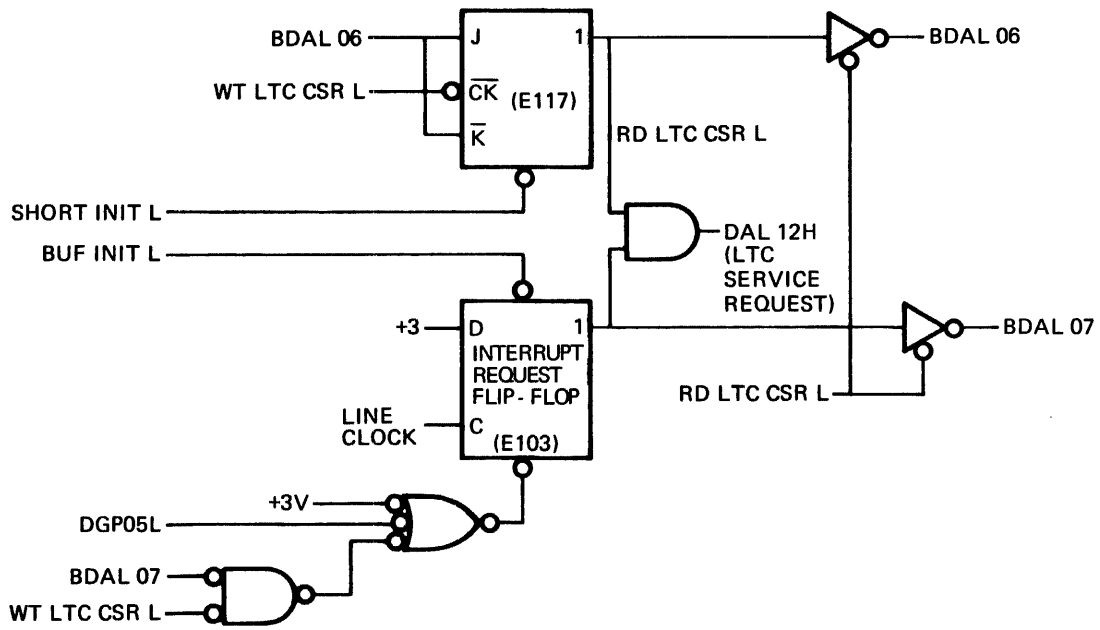 BDAL 06
J
1
BDAL 06
WT LTC CSR L
CK
(E117)
K
RD LTC CSR L
SHORT INIT L
DAL 12H
(LTC
SERVICE
REQUEST)
BUF INIT L
+3
D
1
BDAL 07
INTERRUPT
REQUEST
FLIP-FLOP
RD LTC CSR L
LINE
CLOCK
C
(E103)
+3V
DGP05L
BDAL 07
WT LTC CSR L